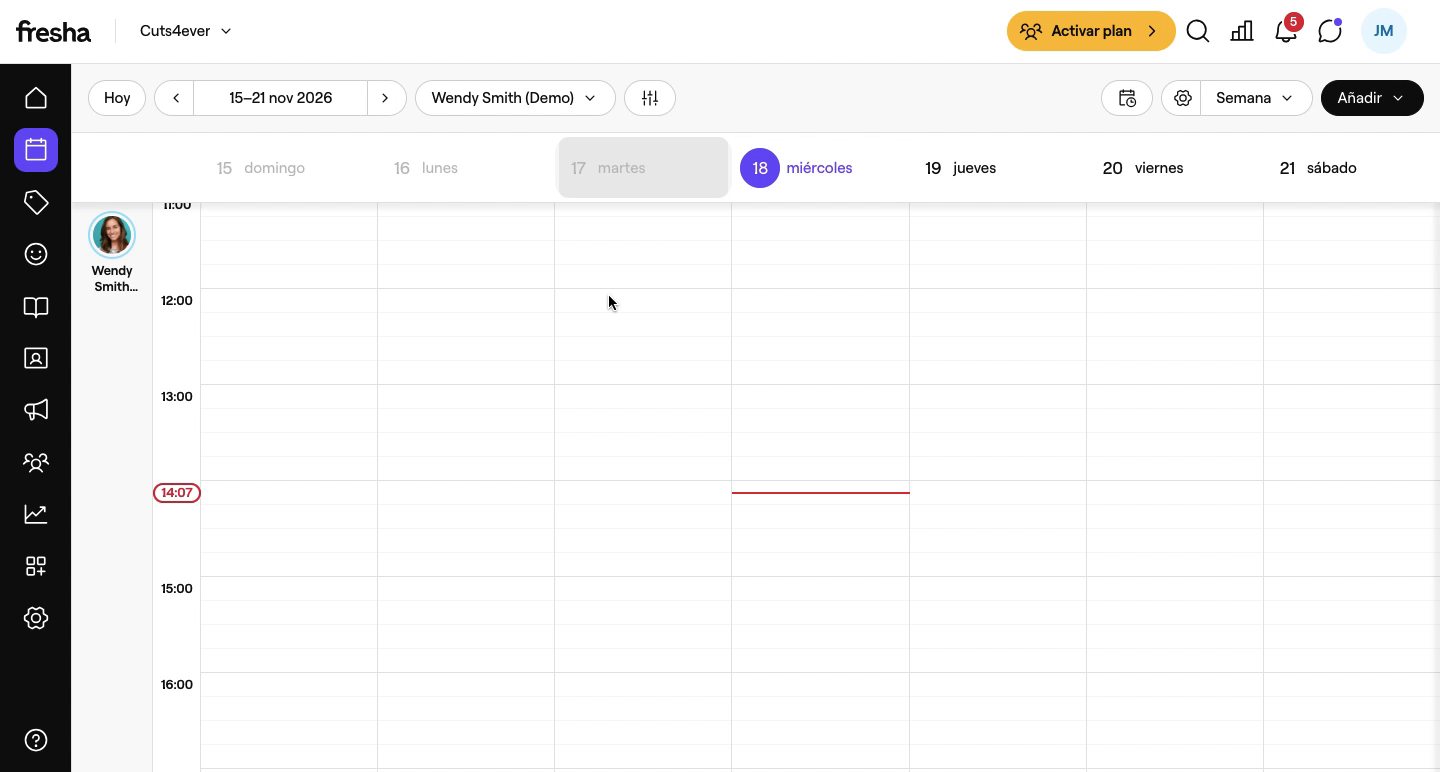 fresha
Cuts4ever
Activar plan
5
JM
Hoy
15–21 nov 2026
Wendy Smith (Demo)
Semana
Añadir
15 domingo
16 lunes
17 martes
18 miércoles
19 jueves
20 viernes
21 sábado
Wendy
Smith...
11:00
12:00
13:00
14:07
15:00
16:00